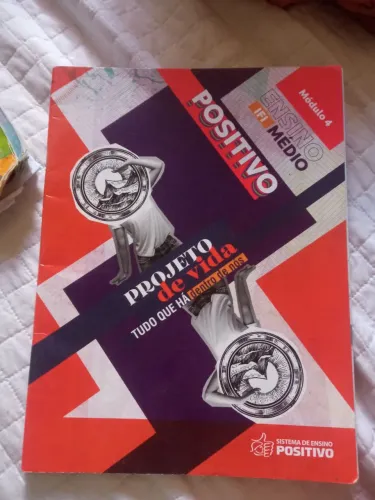 Módulo 4
ENSINO
IFI MÉDIO
POSITIVO
PROJETO
de vida
TUDO QUE HÁ dentro de nós
SISTEMA DE ENSINO
POSITIVO